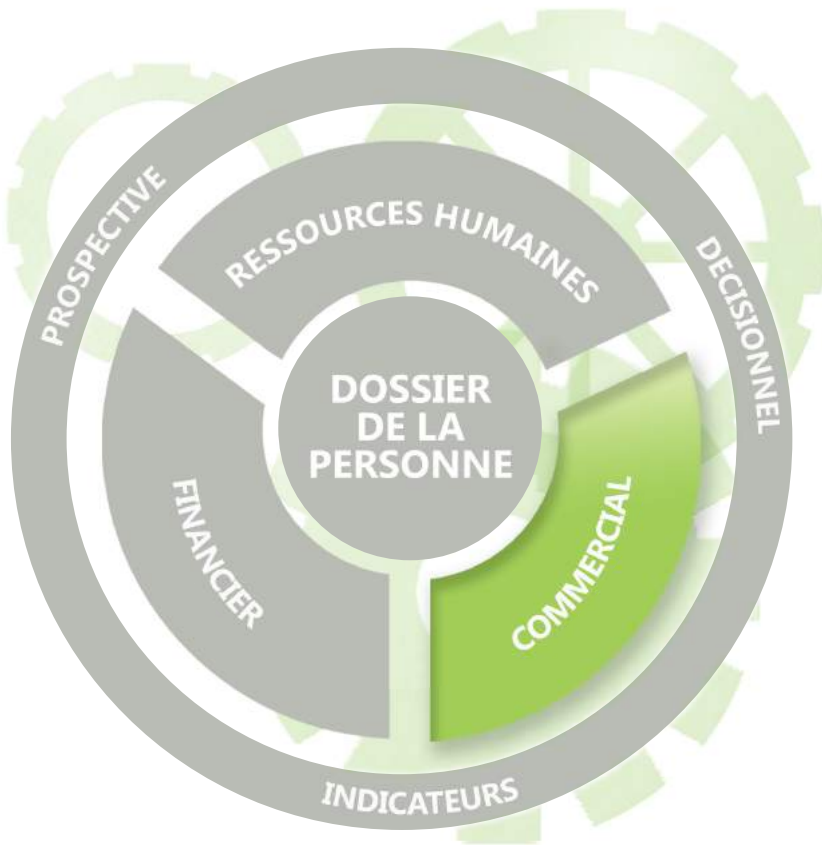 PROSPECTIVE
DECISIONNEL
RESSOURCES HUMAINES
DOSSIER
DE LA
PERSONNE
FINANCIER
COMMERCIAL
INDICATEURS